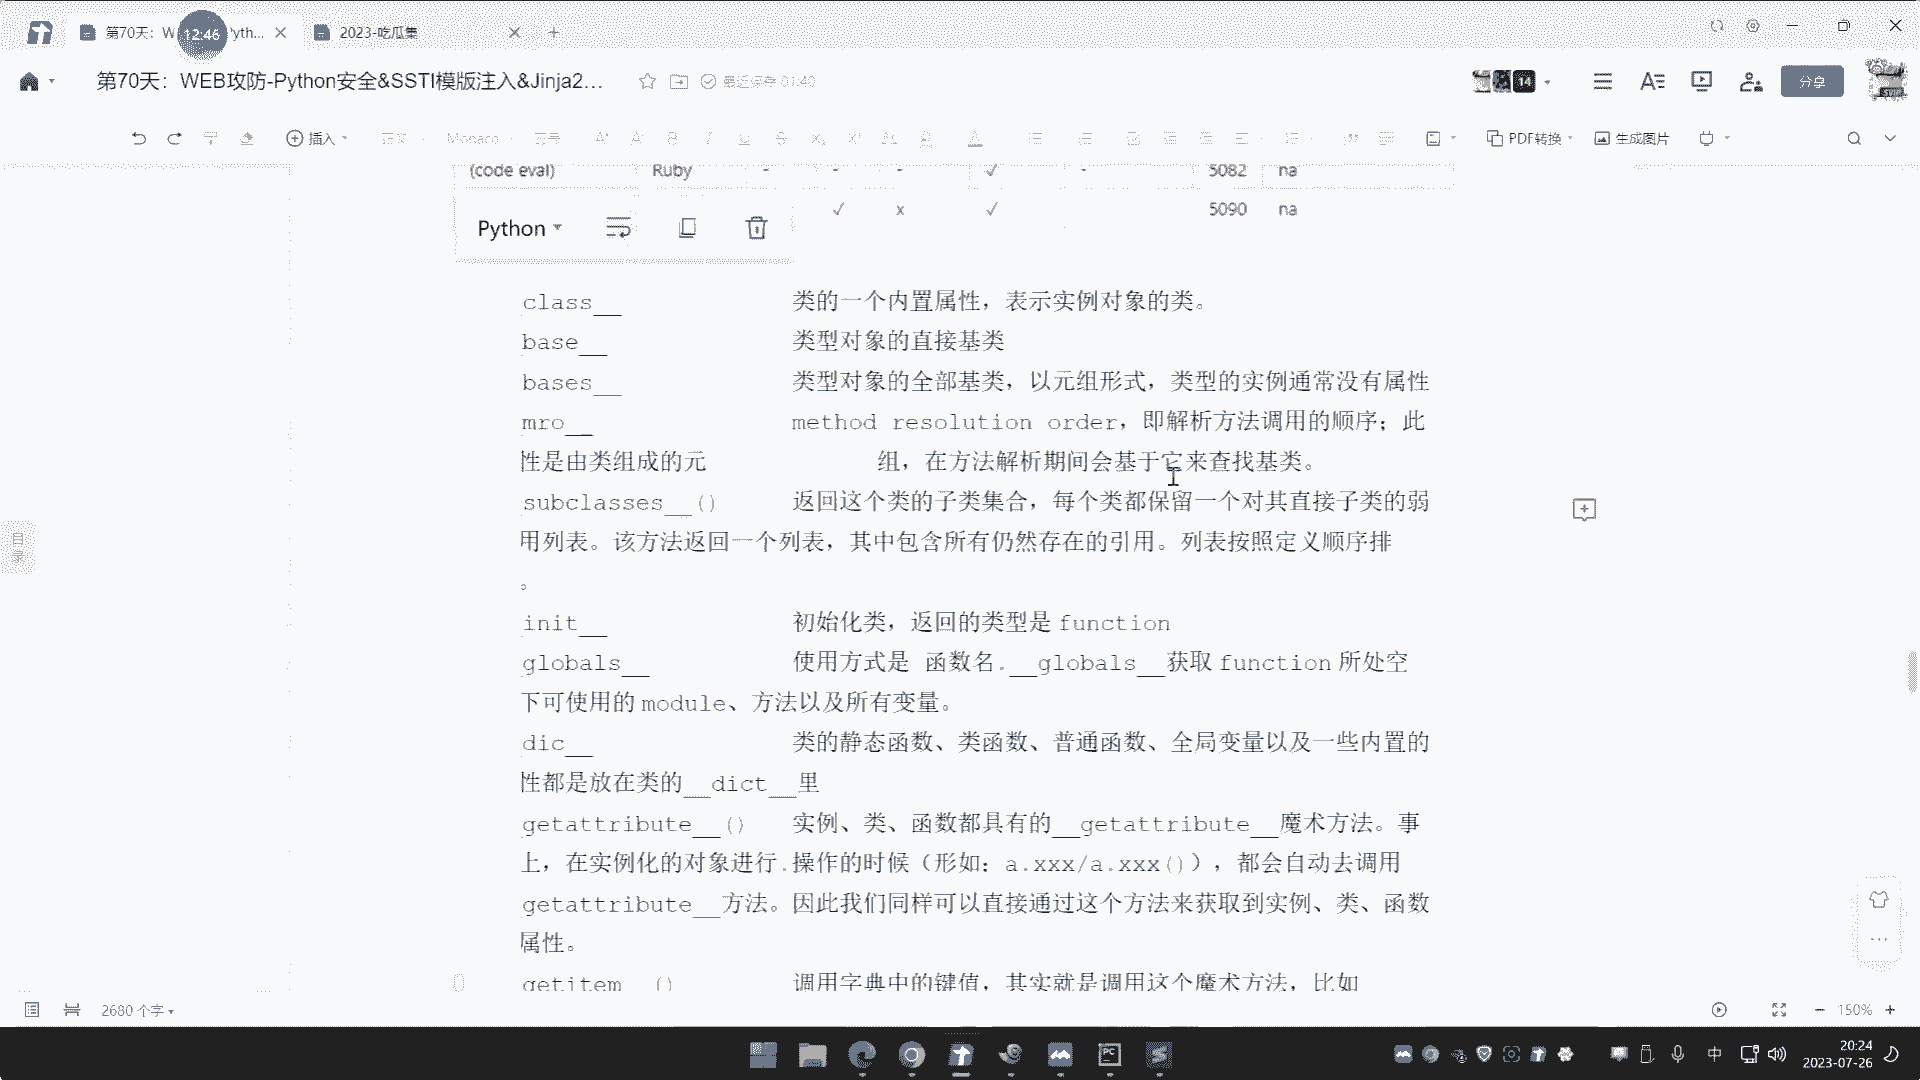 第70天：W
yth...
12:46
2023-吃瓜集
第70天：WEB攻防-Python安全&SSTI模版注入&Jinja2...
最近保存 01:40
14
分享
插入
正文
Monaco
PDF转换
生成图片
(code eval) Ruby - - - ✓ - 5082 na
✓ x ✓ 5090 na
Python
class__ 类的一个内置属性，表示实例对象的类。
base__ 类型对象的直接基类
bases__ 类型对象的全部基类，以元组形式，类型的实例通常没有属性
mro__ method resolution order，即解析方法调用的顺序；此
性是由类组成的元 组，在方法解析期间会基于它来查找基类。
subclasses__() 返回这个类的子类集合，每个类都保留一个对其直接子类的弱
用列表。该方法返回一个列表，其中包含所有仍然存在的引用。列表按照定义顺序排
。
init__ 初始化类，返回的类型是 function
globals__ 使用方式是 函数名.__globals__获取 function 所处空
下可使用的 module、方法以及所有变量。
dic__ 类的静态函数、类函数、普通函数、全局变量以及一些内置的
性都是放在类的__dict__里
getattribute__() 实例、类、函数都具有的__getattribute__魔术方法。事
上，在实例化的对象进行.操作的时候（形如：a.xxx/a.xxx()），都会自动去调用
getattribute__方法。因此我们同样可以直接通过这个方法来获取到实例、类、函数
属性。
getitem__() 调用字典中的键值，其实就是调用这个魔术方法，比如
目录
2680 个字
150%
中
20:24
2023-07-26